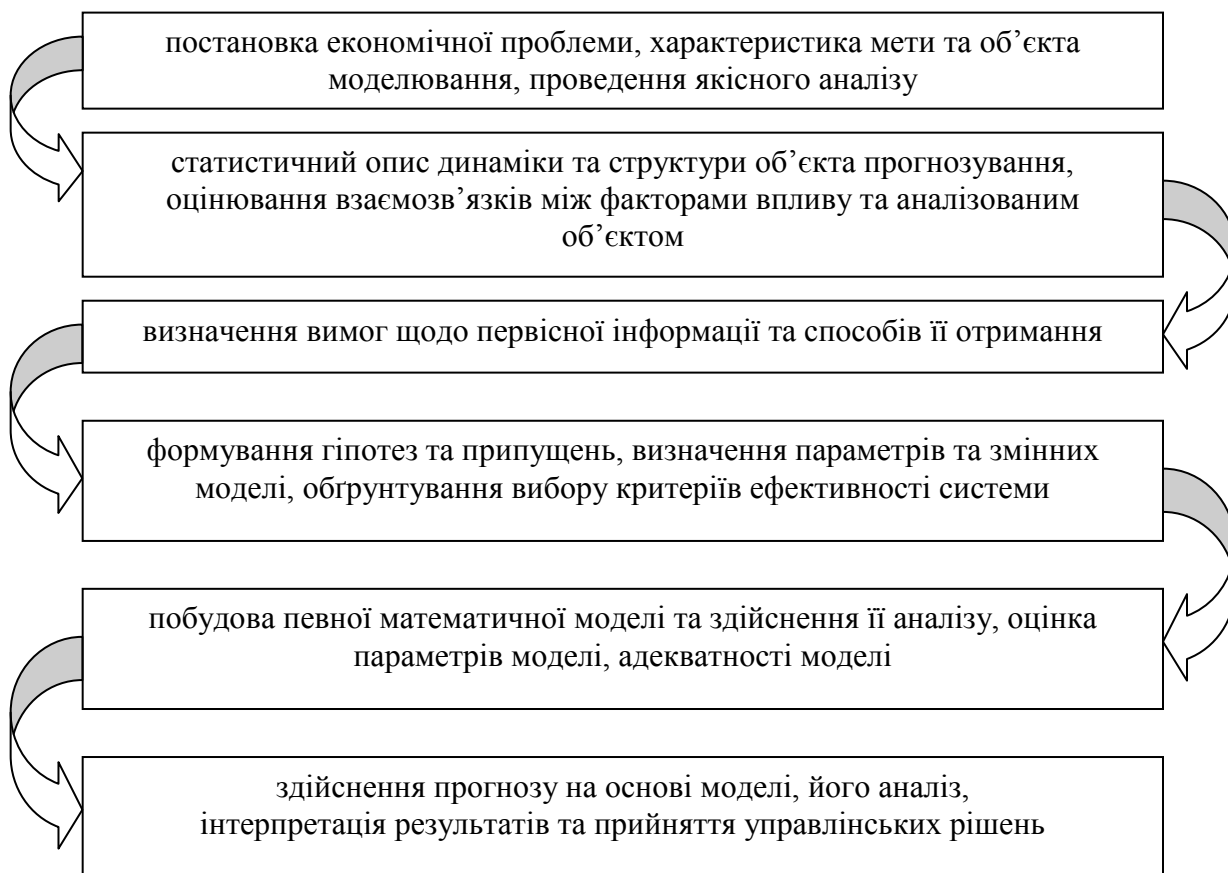 постановка економічної проблеми, характеристика мети та об’єкта
моделювання, проведення якісного аналізу
статистичний опис динаміки та структури об’єкта прогнозування,
оцінювання взаємозв’язків між факторами впливу та аналізованим
об’єктом
визначення вимог щодо первісної інформації та способів її отримання
формування гіпотез та припущень, визначення параметрів та змінних
моделі, обґрунтування вибору критеріїв ефективності системи
побудова певної математичної моделі та здійснення її аналізу, оцінка
параметрів моделі, адекватності моделі
здійснення прогнозу на основі моделі, його аналіз,
інтерпретація результатів та прийняття управлінських рішень